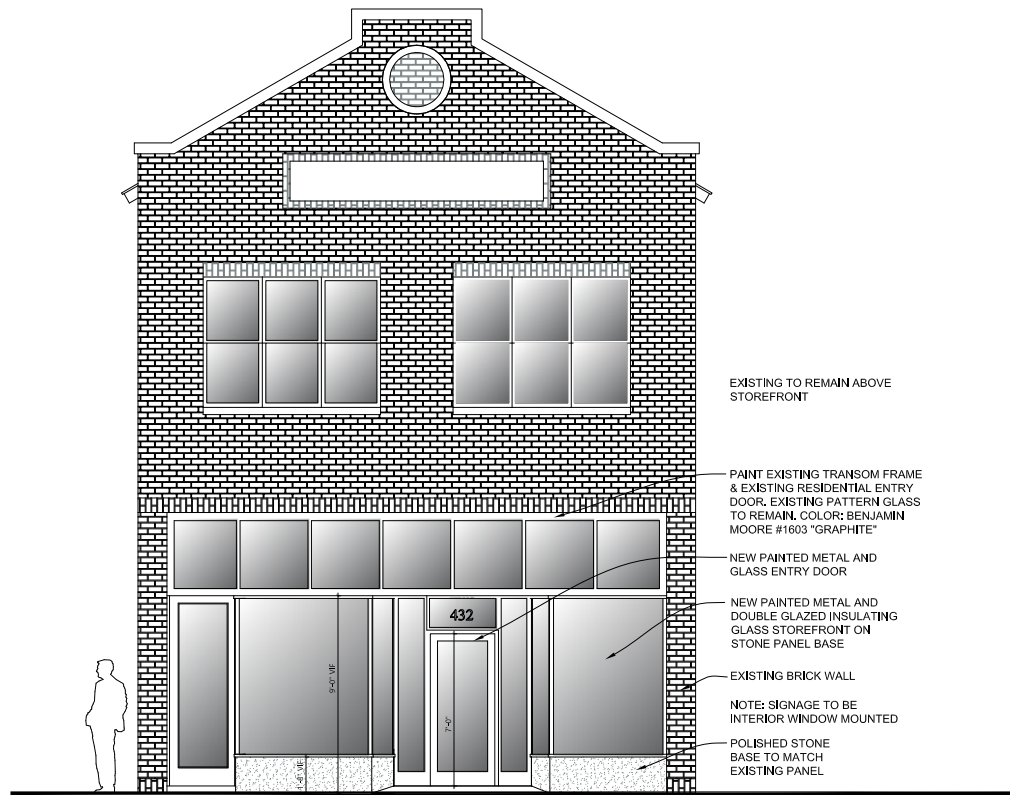 EXISTING TO REMAIN ABOVE
STOREFRONT
PAINT EXISTING TRANSOM FRAME
& EXISTING RESIDENTIAL ENTRY
DOOR. EXISTING PATTERN GLASS
TO REMAIN. COLOR: BENJAMIN
MOORE #1603 "GRAPHITE"
NEW PAINTED METAL AND
GLASS ENTRY DOOR
NEW PAINTED METAL AND
DOUBLE GLAZED INSULATING
GLASS STOREFRONT ON
STONE PANEL BASE
EXISTING BRICK WALL
NOTE: SIGNAGE TO BE
INTERIOR WINDOW MOUNTED
POLISHED STONE
BASE TO MATCH
EXISTING PANEL
432
9'-0" VIF
7'-0"
VIF